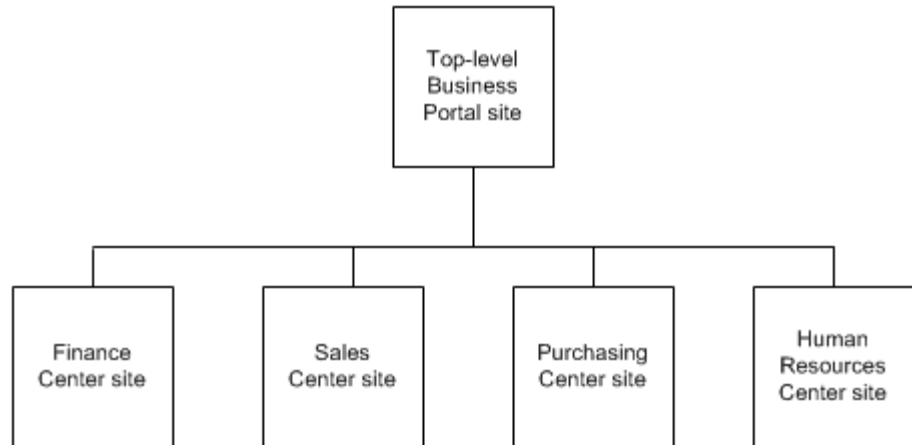 Top-level
Business
Portal site
Finance
Center site
Sales
Center site
Purchasing
Center site
Human
Resources
Center site